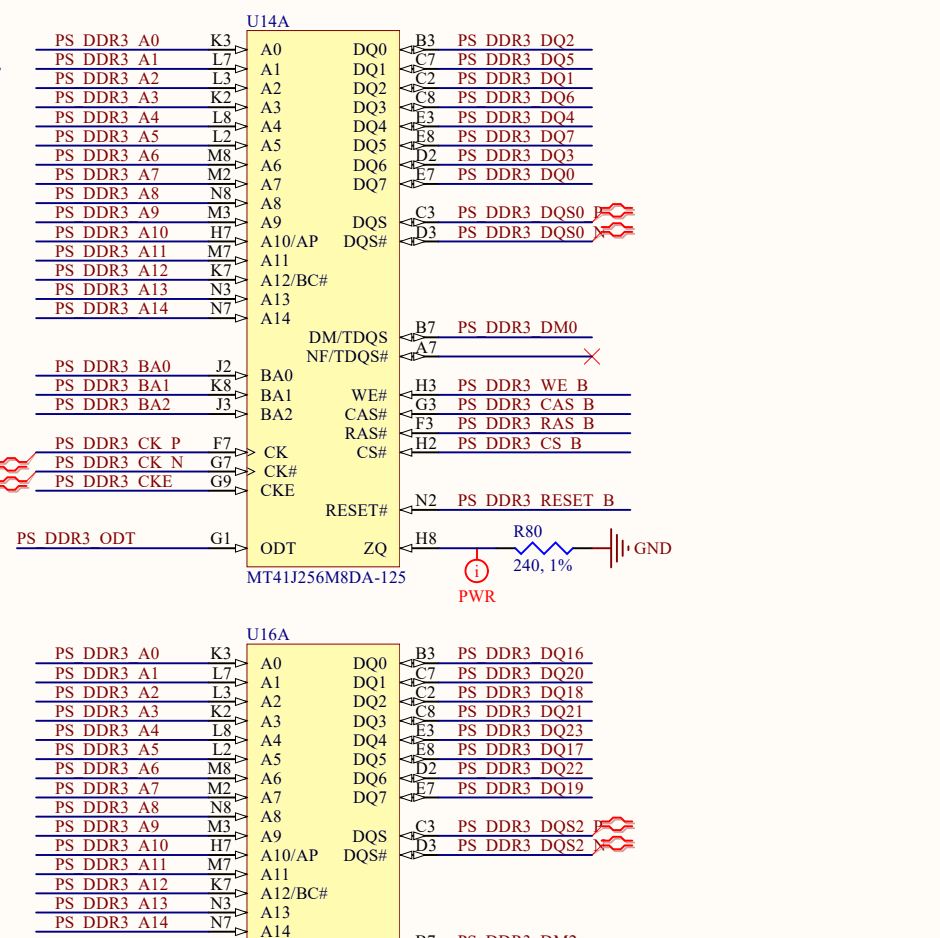 U14A
PS_DDR3_A0 K3 A0 DQ0 B3 PS_DDR3_DQ2
PS_DDR3_A1 L7 A1 DQ1 C7 PS_DDR3_DQ5
PS_DDR3_A2 L3 A2 DQ2 C2 PS_DDR3_DQ1
PS_DDR3_A3 K2 A3 DQ3 C8 PS_DDR3_DQ6
PS_DDR3_A4 L8 A4 DQ4 E3 PS_DDR3_DQ4
PS_DDR3_A5 L2 A5 DQ5 E8 PS_DDR3_DQ7
PS_DDR3_A6 M8 A6 DQ6 D2 PS_DDR3_DQ3
PS_DDR3_A7 M2 A7 DQ7 E7 PS_DDR3_DQ0
PS_DDR3_A8 N8 A8
PS_DDR3_A9 M3 A9 DQS C3 PS_DDR3_DQS0_P
PS_DDR3_A10 H7 A10/AP DQS# D3 PS_DDR3_DQS0_N
PS_DDR3_A11 M7 A11
PS_DDR3_A12 K7 A12/BC#
PS_DDR3_A13 N3 A13
PS_DDR3_A14 N7 A14
DM/TDQS B7 PS_DDR3_DM0
NF/TDQS# A7
PS_DDR3_BA0 J2 BA0
PS_DDR3_BA1 K8 BA1 WE# H3 PS_DDR3_WE_B
PS_DDR3_BA2 J3 BA2 CAS# G3 PS_DDR3_CAS_B
RAS# F3 PS_DDR3_RAS_B
PS_DDR3_CK_P F7 CK CS# H2 PS_DDR3_CS_B
PS_DDR3_CK_N G7 CK#
PS_DDR3_CKE G9 CKE
RESET# N2 PS_DDR3_RESET_B
R80
PS_DDR3_ODT G1 ODT ZQ H8 GND
240, 1%
i
MT41J256M8DA-125
PWR
U16A
PS_DDR3_A0 K3 A0 DQ0 B3 PS_DDR3_DQ16
PS_DDR3_A1 L7 A1 DQ1 C7 PS_DDR3_DQ20
PS_DDR3_A2 L3 A2 DQ2 C2 PS_DDR3_DQ18
PS_DDR3_A3 K2 A3 DQ3 C8 PS_DDR3_DQ21
PS_DDR3_A4 L8 A4 DQ4 E3 PS_DDR3_DQ23
PS_DDR3_A5 L2 A5 DQ5 E8 PS_DDR3_DQ17
PS_DDR3_A6 M8 A6 DQ6 D2 PS_DDR3_DQ22
PS_DDR3_A7 M2 A7 DQ7 E7 PS_DDR3_DQ19
PS_DDR3_A8 N8 A8
PS_DDR3_A9 M3 A9 DQS C3 PS_DDR3_DQS2_P
PS_DDR3_A10 H7 A10/AP DQS# D3 PS_DDR3_DQS2_N
PS_DDR3_A11 M7 A11
PS_DDR3_A12 K7 A12/BC#
PS_DDR3_A13 N3 A13
PS_DDR3_A14 N7 A14